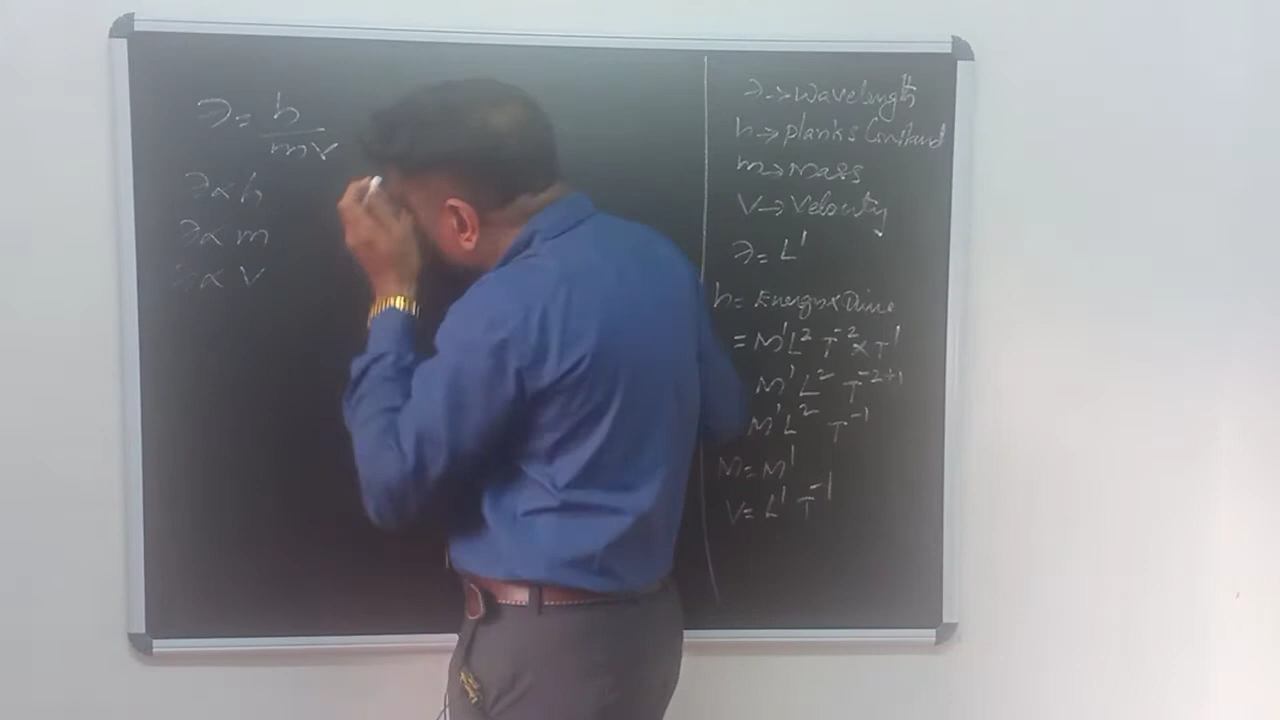 λ = h/mv
λ ∝ h
λ ∝ m
λ ∝ v
λ → Wavelength
h → planks Constand
m → Mass
V → Velocity
λ = L¹
h = Energy x Time
= M¹L² T⁻² x T¹
M¹ L² T⁻²⁺¹
M¹L² T⁻¹
M = M¹
V = L¹ T⁻¹